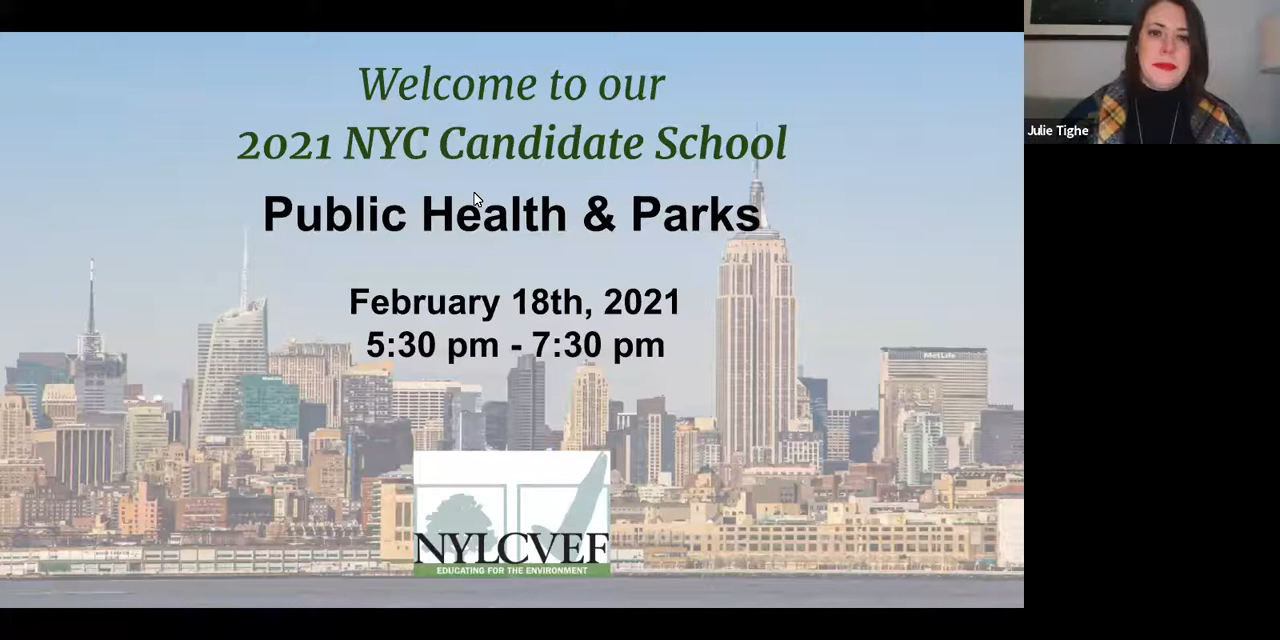 Welcome to our
2021 NYC Candidate School
Public Health & Parks
February 18th, 2021
5:30 pm - 7:30 pm
MetLife
NYLCVEF
EDUCATING FOR THE ENVIRONMENT
Julie Tighe